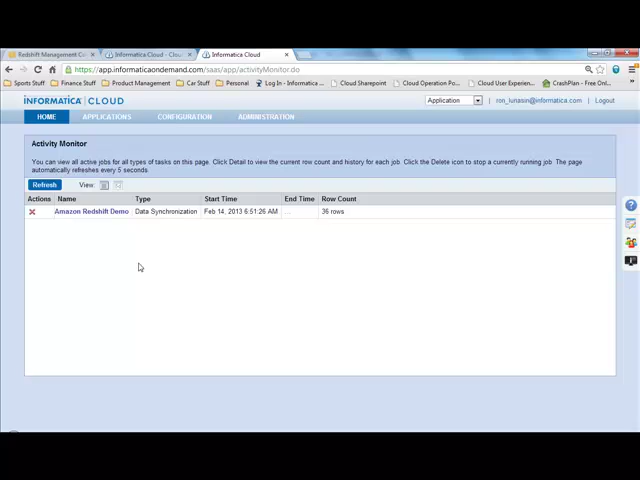 Redshift Management Co
Informatica Cloud - Clou
Informatica Cloud
https://app.informaticaondemand.com/saas/app/activityMonitor.do
Sports Stuff
Finance Stuff
Product Management
Car Stuff
Personal
Log In - Informatica ...
Cloud Sharepoint
Cloud Operation Po...
Cloud User Experien...
CrashPlan - Free Onl...
INFORMATICA CLOUD
Application
ron_lunasin@informatica.com
Logout
HOME
APPLICATIONS
CONFIGURATION
ADMINISTRATION
Activity Monitor
You can view all active jobs for all types of tasks on this page. Click Detail to view the current row count and history for each job. Click the Delete icon to stop a currently running job. The page
automatically refreshes every 5 seconds.
Refresh
View:
Actions Name Type Start Time End Time Row Count
Amazon Redshift Demo Data Synchronization Feb 14, 2013 6:51:26 AM ... 36 rows